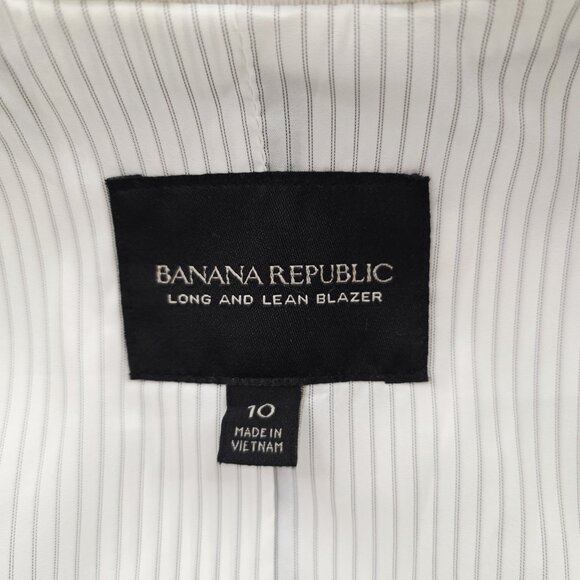 BANANA REPUBLIC
LONG AND LEAN BLAZER
10
MADE IN
VIETNAM